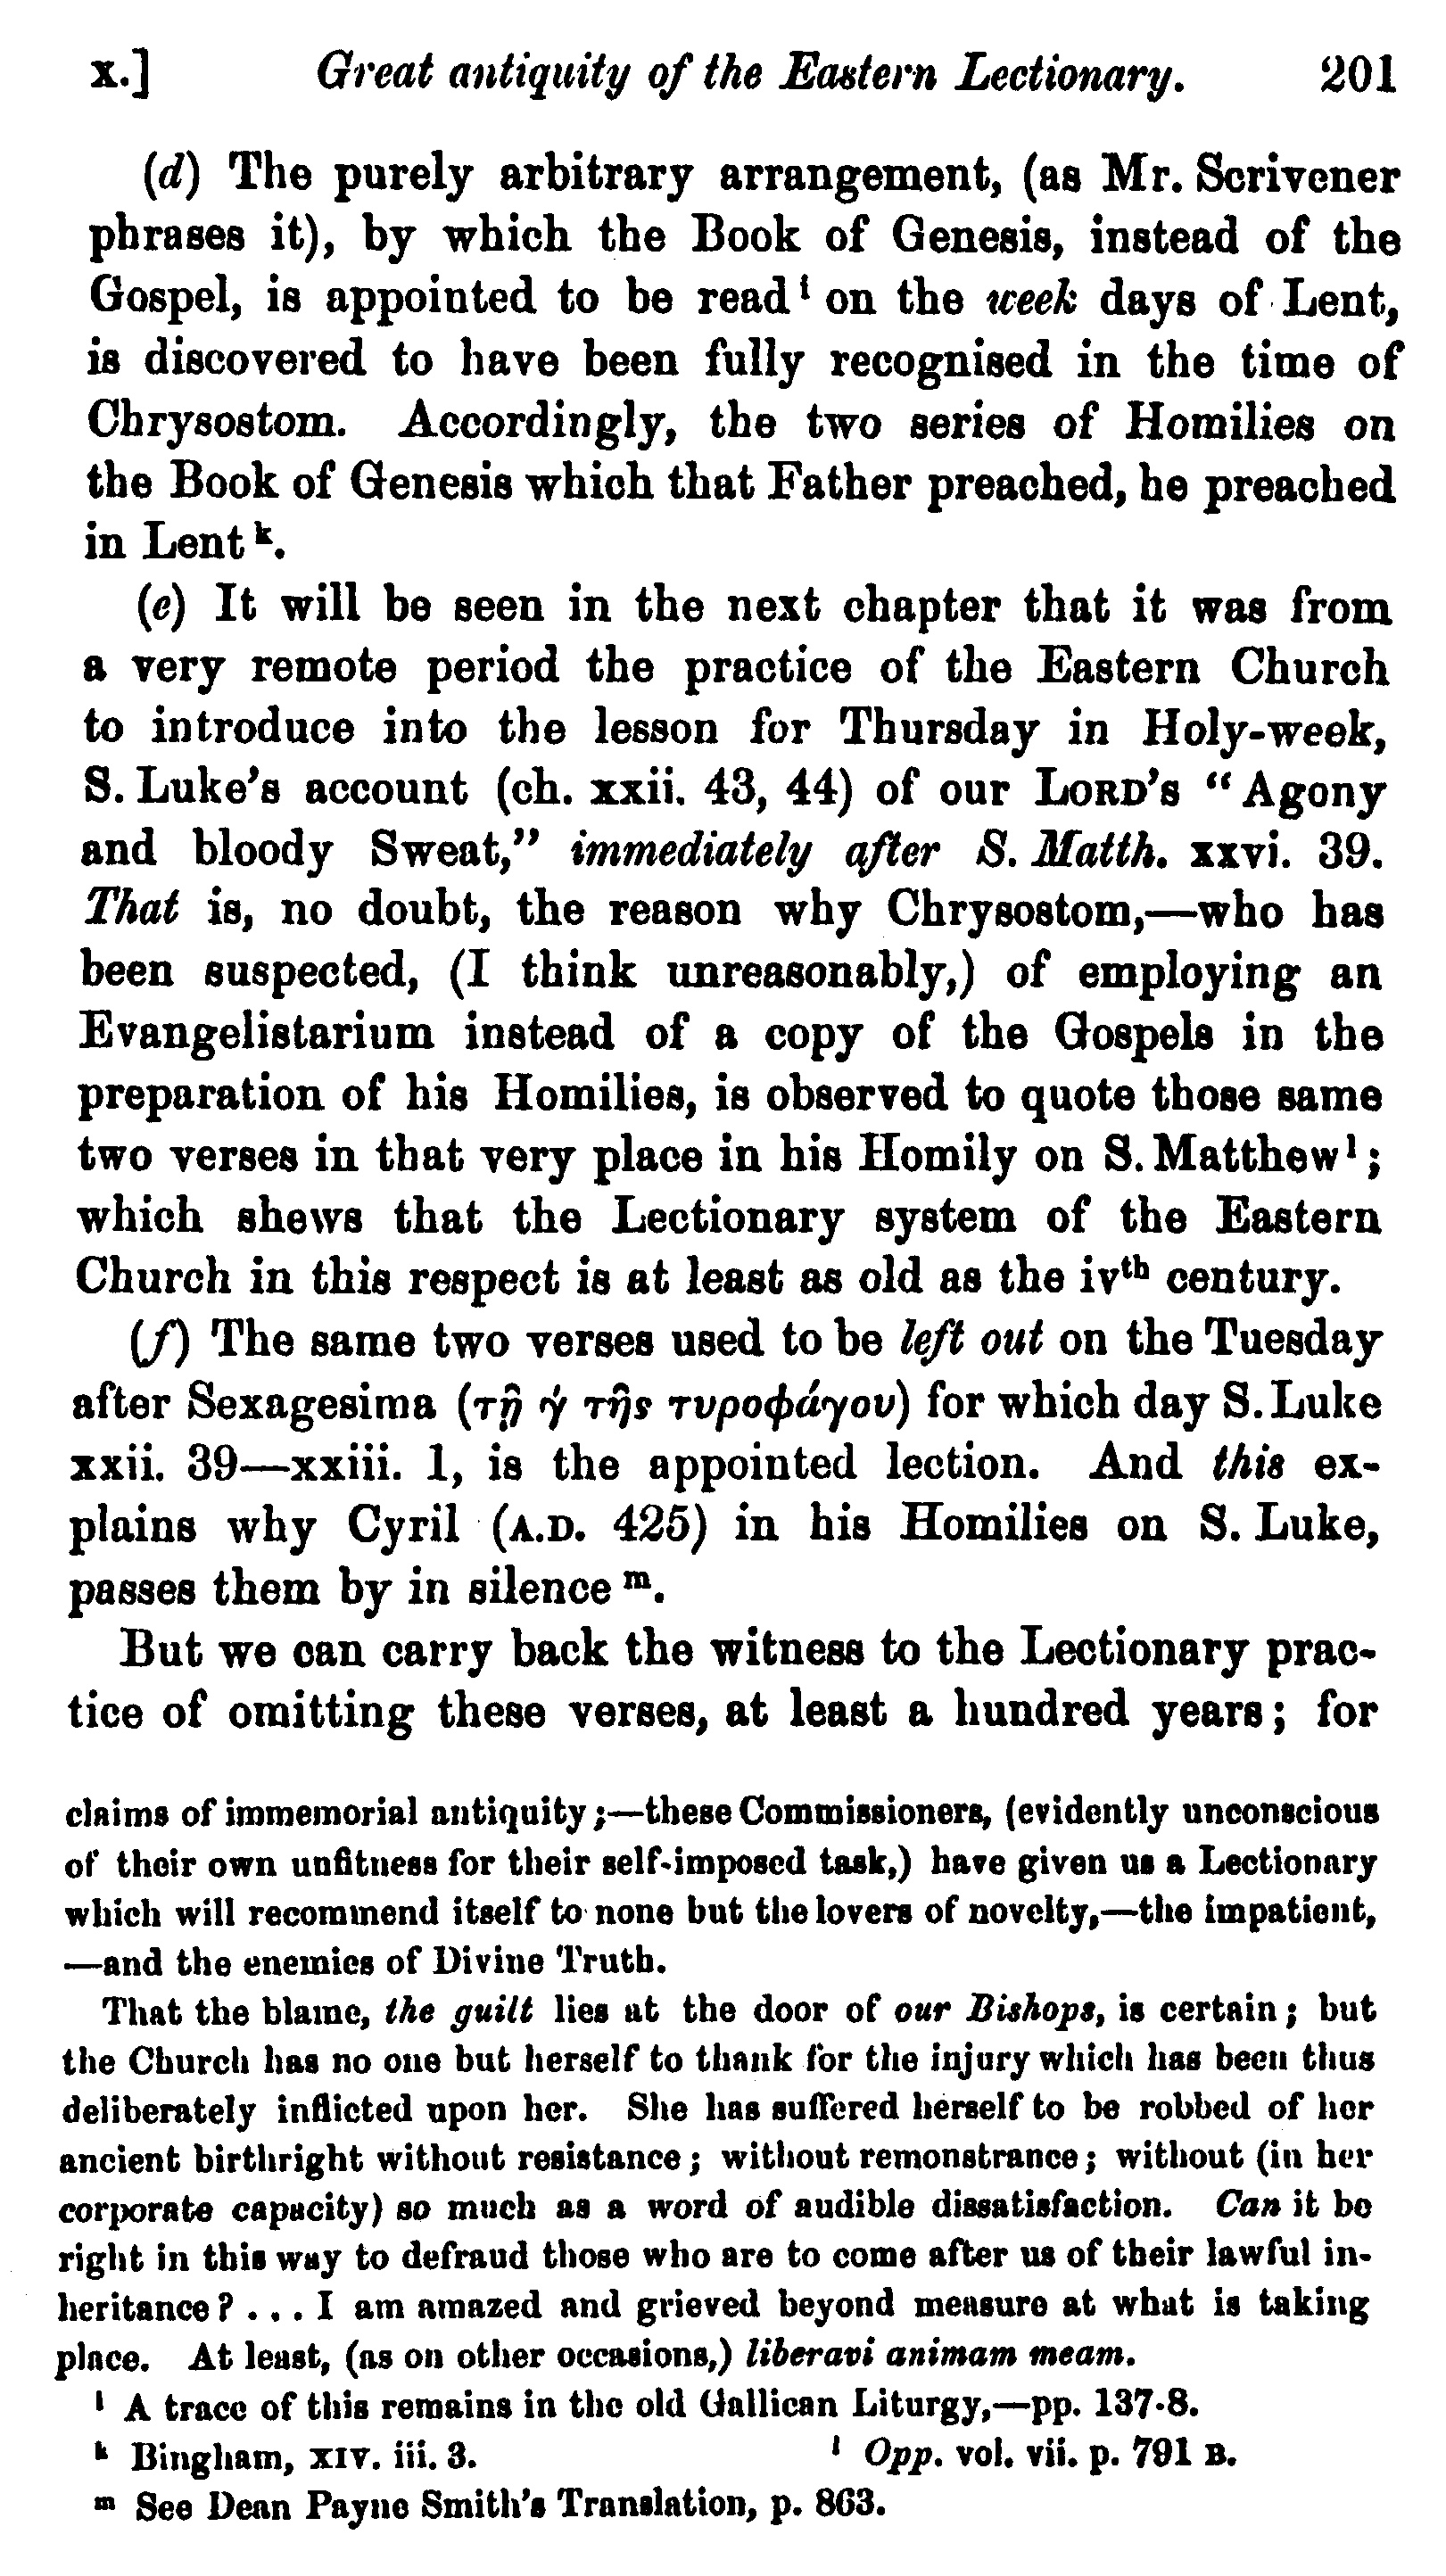 x.] Great antiquity of the Eastern Lectionary. 201
(d) The purely arbitrary arrangement, (as Mr. Scrivener
phrases it), by which the Book of Genesis, instead of the
Gospel, is appointed to be read i on the week days of Lent,
is discovered to have been fully recognised in the time of
Chrysostom. Accordingly, the two series of Homilies on
the Book of Genesis which that Father preached, he preached
in Lent k.
(e) It will be seen in the next chapter that it was from
a very remote period the practice of the Eastern Church
to introduce into the lesson for Thursday in Holy-week,
S. Luke's account (ch. xxii. 43, 44) of our LORD's "Agony
and bloody Sweat," immediately after S. Matth. xxvi. 39.
That is, no doubt, the reason why Chrysostom,—who has
been suspected, (I think unreasonably,) of employing an
Evangelistarium instead of a copy of the Gospels in the
preparation of his Homilies, is observed to quote those same
two verses in that very place in his Homily on S. Matthew l;
which shews that the Lectionary system of the Eastern
Church in this respect is at least as old as the ivth century.
(f) The same two verses used to be left out on the Tuesday
after Sexagesima (τῇ γ́ τῆς τυροφάγου) for which day S. Luke
xxii. 39—xxiii. 1, is the appointed lection. And this ex-
plains why Cyril (A.D. 425) in his Homilies on S. Luke,
passes them by in silence m.
But we can carry back the witness to the Lectionary prac-
tice of omitting these verses, at least a hundred years; for
claims of immemorial antiquity;—these Commissioners, (evidently unconscious
of their own unfitness for their self-imposed task,) have given us a Lectionary
which will recommend itself to none but the lovers of novelty,—the impatient,
—and the enemies of Divine Truth.
That the blame, the guilt lies at the door of our Bishops, is certain; but
the Church has no one but herself to thank for the injury which has been thus
deliberately inflicted upon her. She has suffered herself to be robbed of her
ancient birthright without resistance; without remonstrance; without (in her
corporate capacity) so much as a word of audible dissatisfaction. Can it be
right in this way to defraud those who are to come after us of their lawful in-
heritance? . . . I am amazed and grieved beyond measure at what is taking
place. At least, (as on other occasions,) liberavi animam meam.
i A trace of this remains in the old Gallican Liturgy,—pp. 137-8.
k Bingham, XIV. iii. 3. l Opp. vol. vii. p. 791 B.
m See Dean Payne Smith's Translation, p. 863.